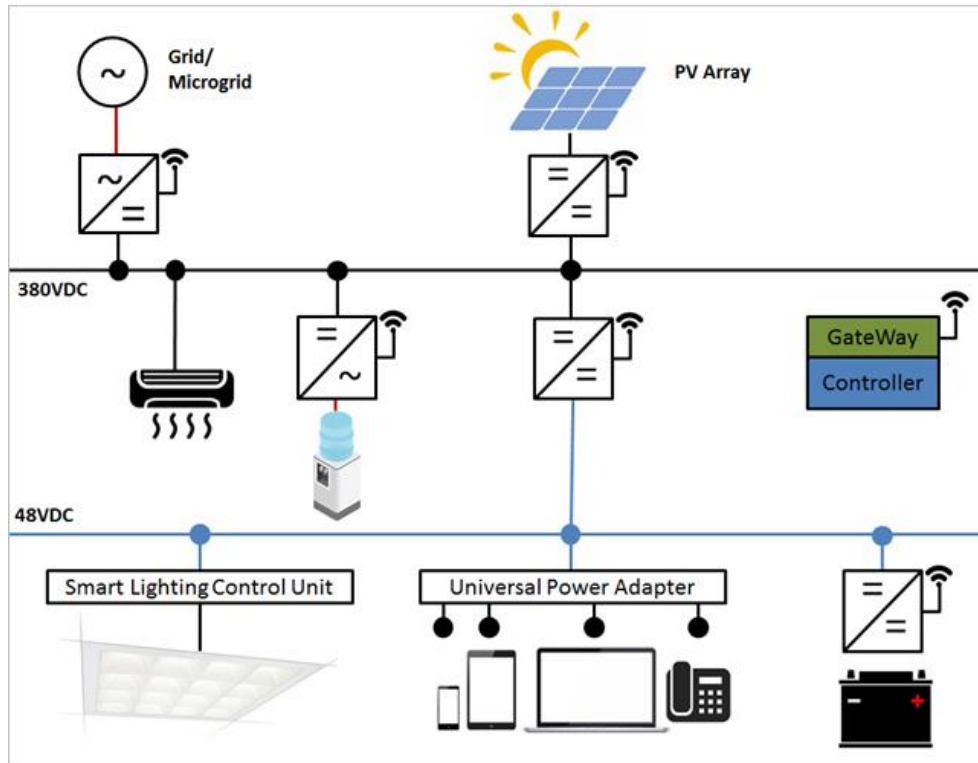 Grid/
Microgrid
PV Array
380VDC
GateWay
Controller
48VDC
Smart Lighting Control Unit
Universal Power Adapter